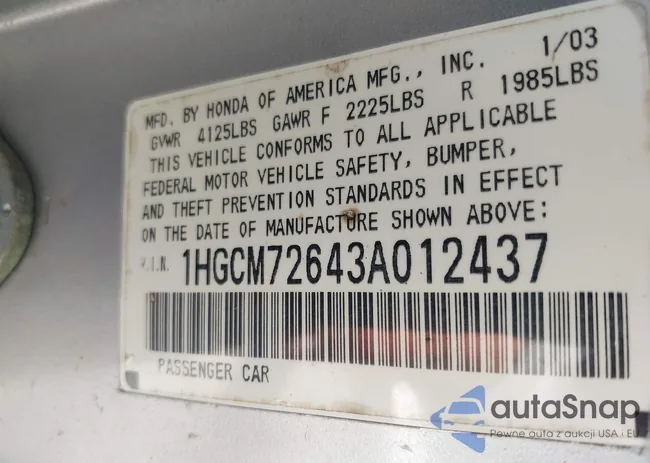 MFD. BY HONDA OF AMERICA MFG., INC. 1/03
GVWR 4125LBS GAWR F 2225LBS R 1985LBS
THIS VEHICLE CONFORMS TO ALL APPLICABLE
FEDERAL MOTOR VEHICLE SAFETY, BUMPER,
AND THEFT PREVENTION STANDARDS IN EFFECT
ON THE DATE OF MANUFACTURE SHOWN ABOVE:
V.I.N. 1HGCM72643A012437
PASSENGER CAR
autaSnap
Pewne auta z aukcji USA i EU